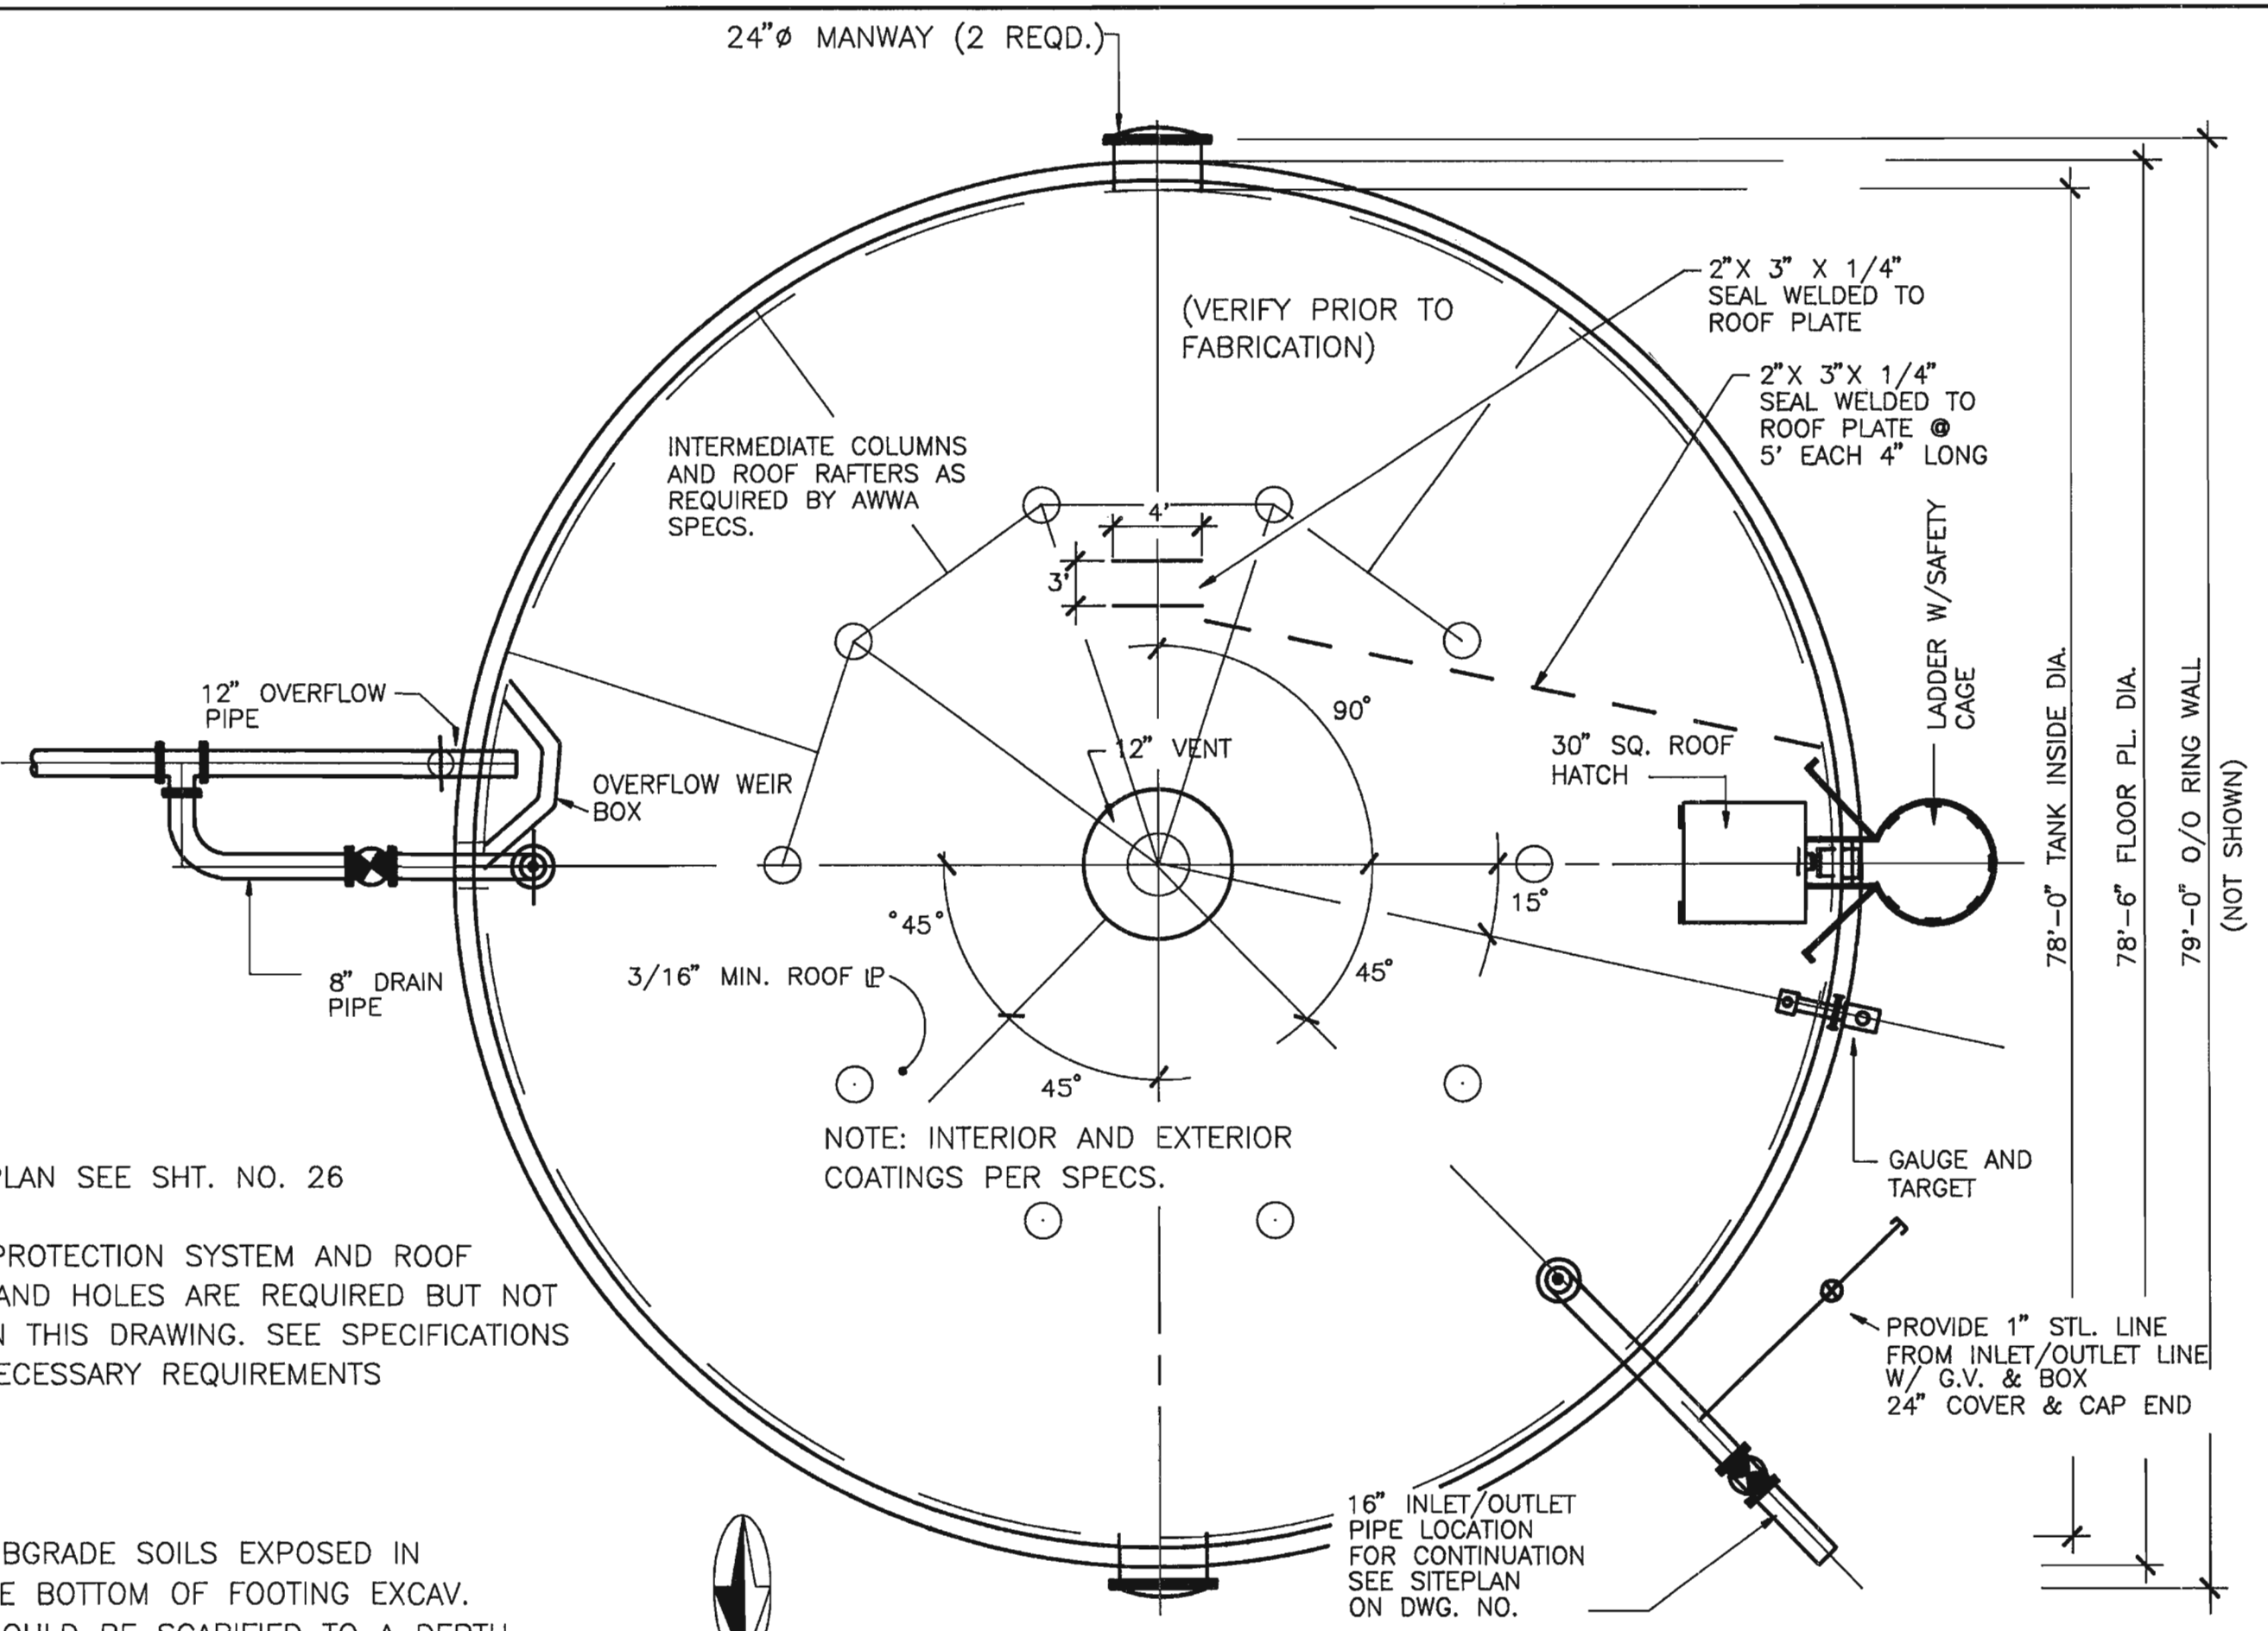 24"ø MANWAY (2 REQD.)
(VERIFY PRIOR TO
FABRICATION)
2"X 3" X 1/4"
SEAL WELDED TO
ROOF PLATE
2"X 3"X 1/4"
SEAL WELDED TO
ROOF PLATE @
5' EACH 4" LONG
INTERMEDIATE COLUMNS
AND ROOF RAFTERS AS
REQUIRED BY AWWA
SPECS.
4'
3'
LADDER W/SAFETY
CAGE
78'-0" TANK INSIDE DIA.
78'-6" FLOOR PL. DIA.
79'-0" O/O RING WALL
(NOT SHOWN)
12" OVERFLOW
PIPE
OVERFLOW WEIR
BOX
12" VENT
90°
30" SQ. ROOF
HATCH
15°
°45°
45°
45°
8" DRAIN
PIPE
3/16" MIN. ROOF ⅊
NOTE: INTERIOR AND EXTERIOR
COATINGS PER SPECS.
GAUGE AND
TARGET
PLAN SEE SHT. NO. 26
PROTECTION SYSTEM AND ROOF
AND HOLES ARE REQUIRED BUT NOT
N THIS DRAWING. SEE SPECIFICATIONS
ECESSARY REQUIREMENTS
PROVIDE 1" STL. LINE
FROM INLET/OUTLET LINE
W/ G.V. & BOX
24" COVER & CAP END
16" INLET/OUTLET
PIPE LOCATION
FOR CONTINUATION
SEE SITEPLAN
ON DWG. NO.
BGRADE SOILS EXPOSED IN
E BOTTOM OF FOOTING EXCAV.
OULD BE SCARIFIED TO A DEPTH